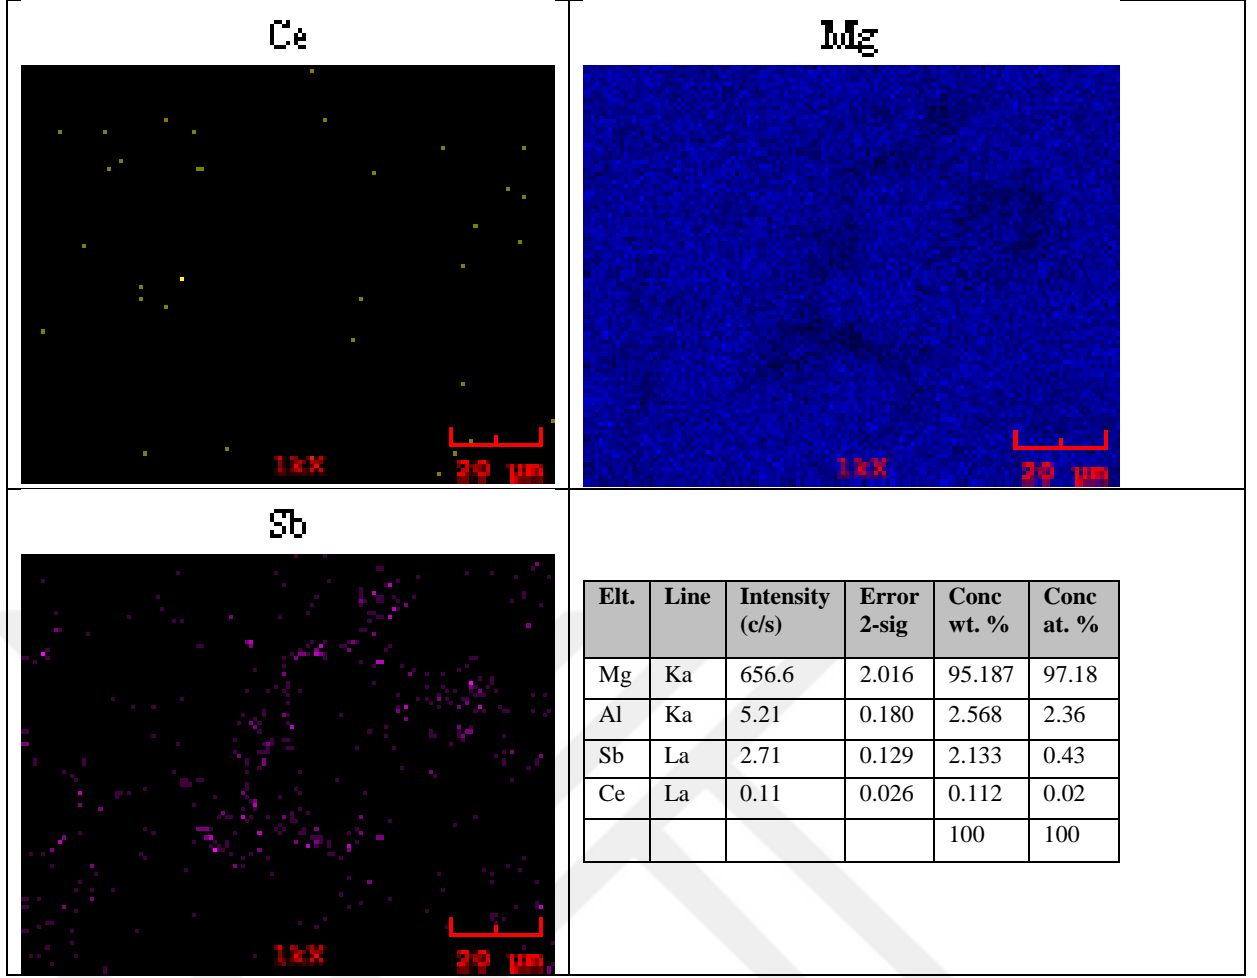 Ce
1kX
20 µm
Mg
1kX
20 µm
Sb
1kX
20 µm
Elt. Line Intensity (c/s) Error 2-sig Conc wt. % Conc at. %
Mg Ka 656.6 2.016 95.187 97.18
Al Ka 5.21 0.180 2.568 2.36
Sb La 2.71 0.129 2.133 0.43
Ce La 0.11 0.026 0.112 0.02
100 100